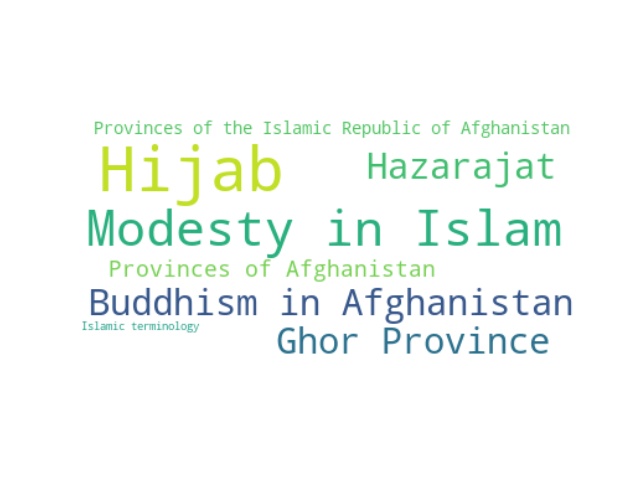 Provinces of the Islamic Republic of Afghanistan
Hijab
Hazarajat
Modesty in Islam
Provinces of Afghanistan
Buddhism in Afghanistan
Islamic terminology
Ghor Province